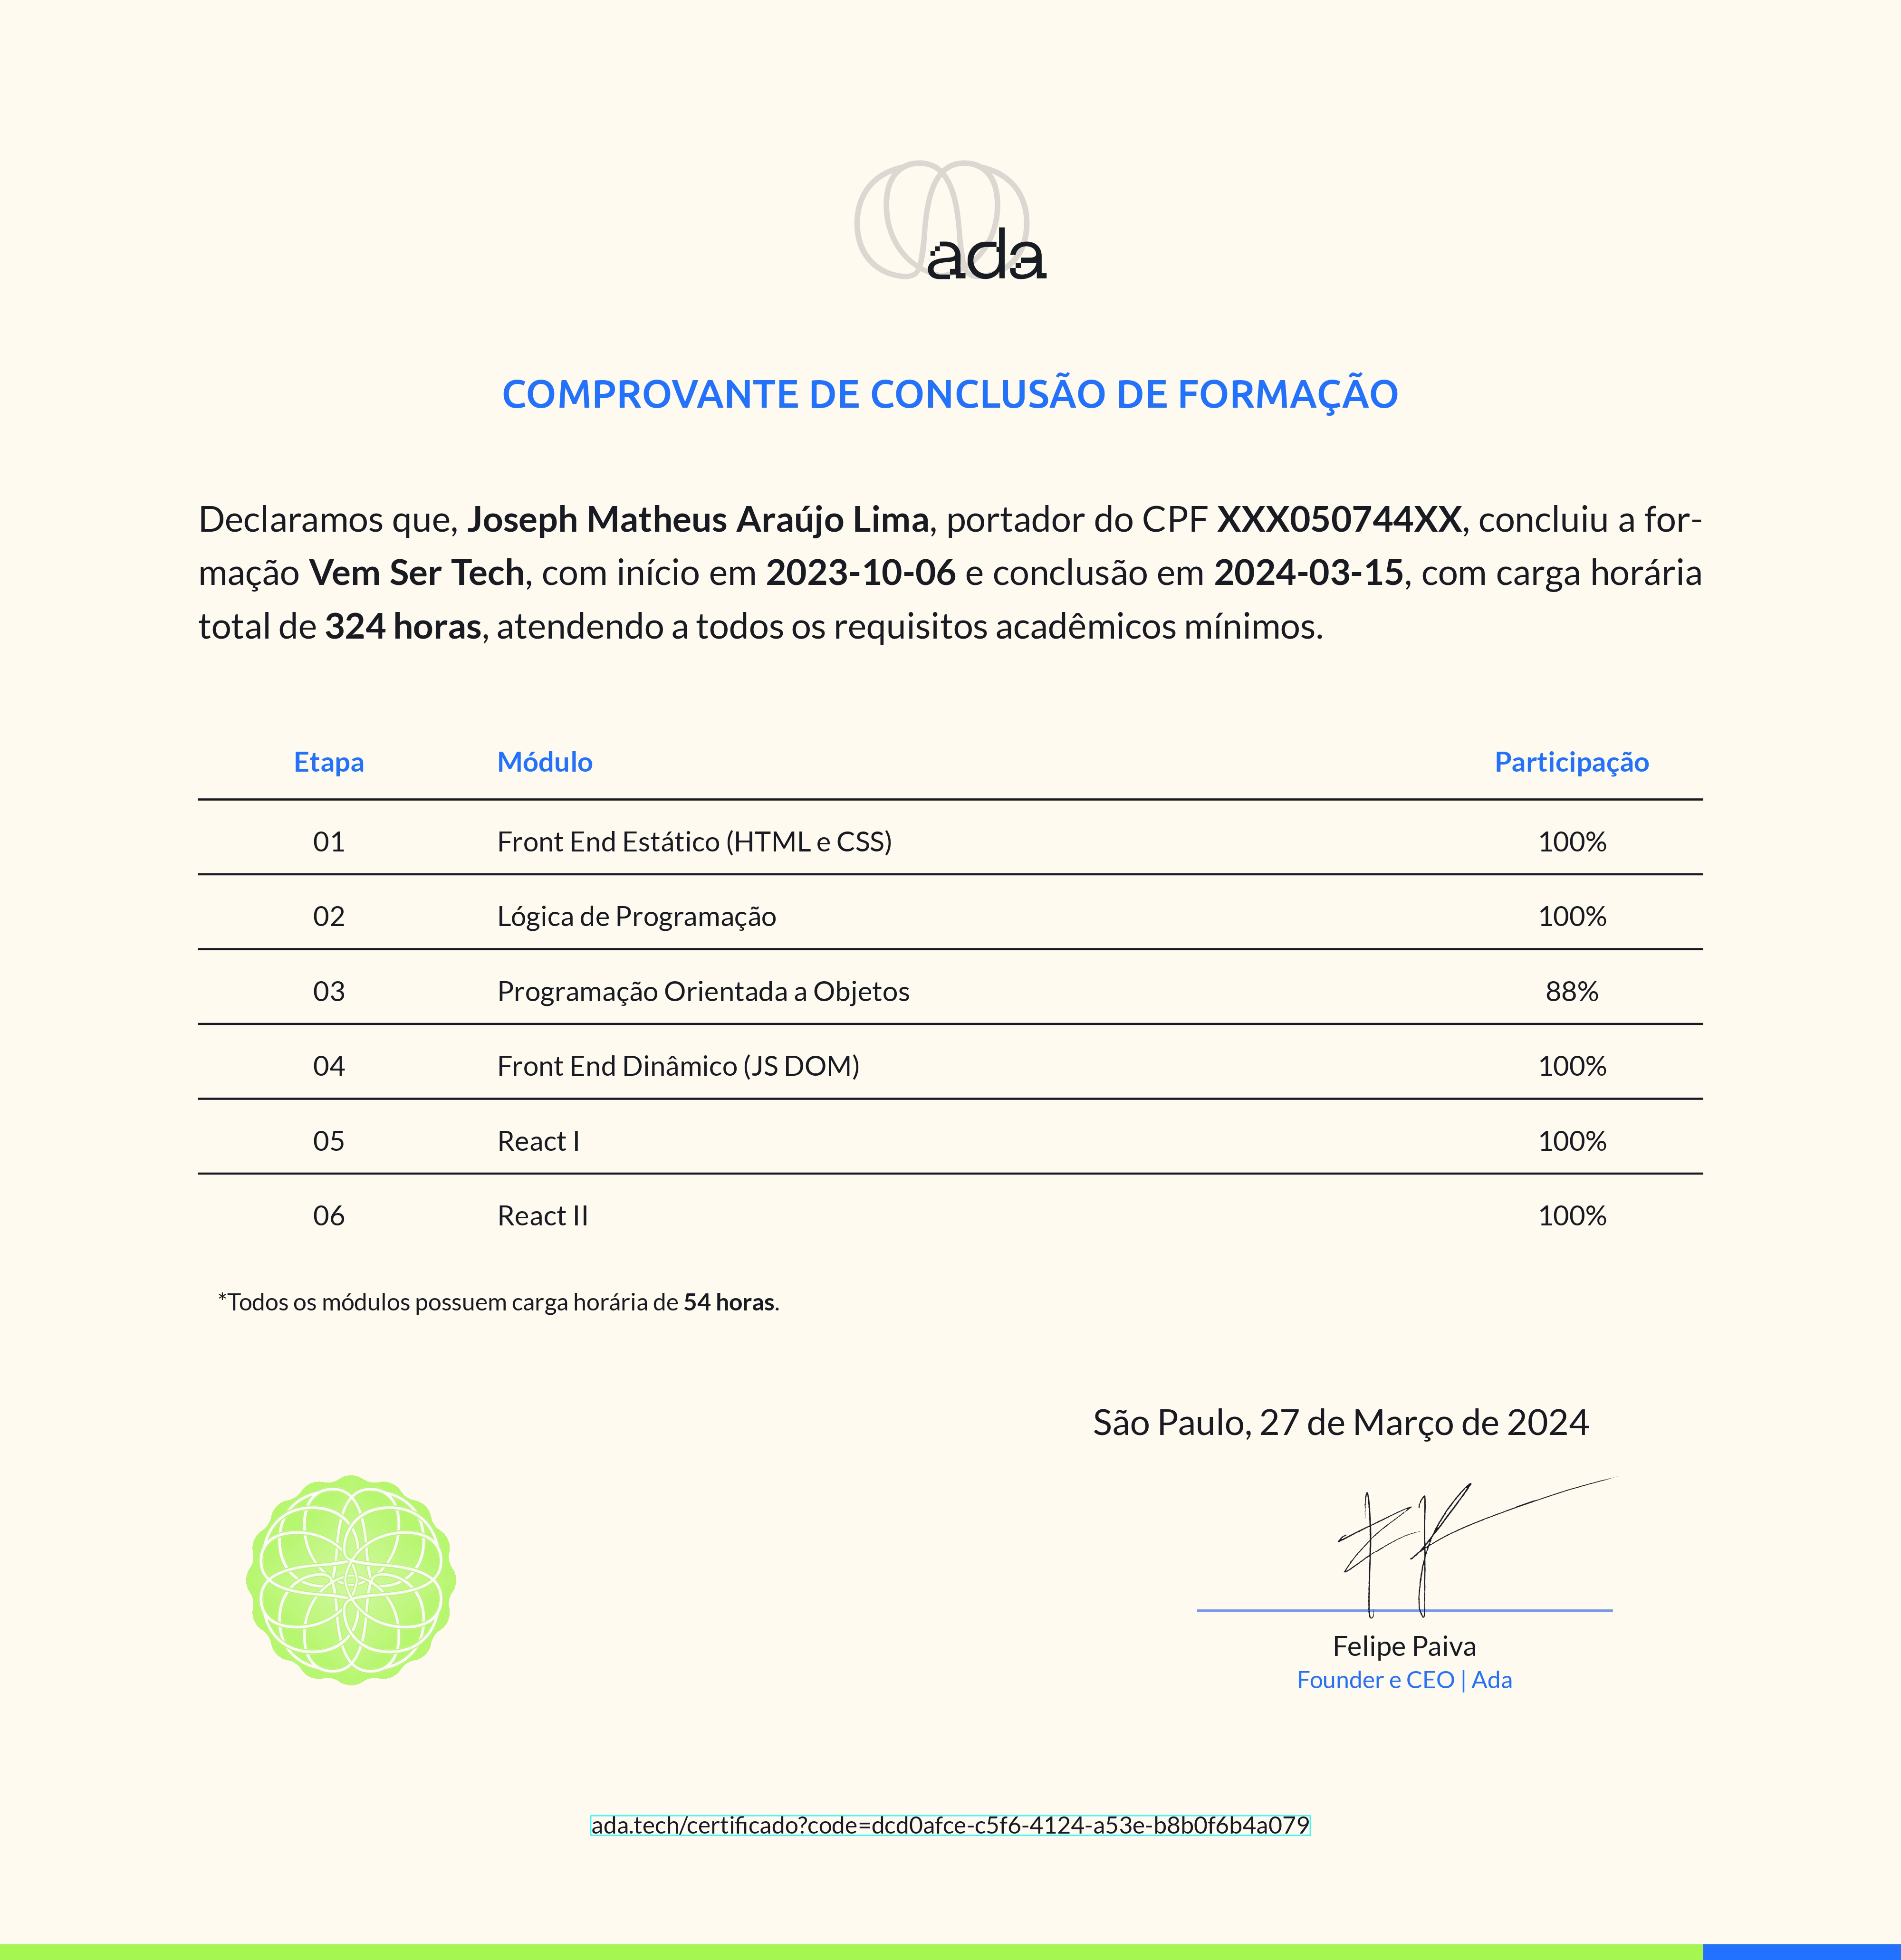 ada
COMPROVANTE DE CONCLUSÃO DE FORMAÇÃO
Declaramos que, Joseph Matheus Araújo Lima, portador do CPF XXX050744XX, concluiu a for-
mação Vem Ser Tech, com início em 2023-10-06 e conclusão em 2024-03-15, com carga horária
total de 324 horas, atendendo a todos os requisitos acadêmicos mínimos.
Etapa Módulo Participação
01 Front End Estático (HTML e CSS) 100%
02 Lógica de Programação 100%
03 Programação Orientada a Objetos 88%
04 Front End Dinâmico (JS DOM) 100%
05 React I 100%
06 React II 100%
*Todos os módulos possuem carga horária de 54 horas.
São Paulo, 27 de Março de 2024
Felipe Paiva
Founder e CEO | Ada
ada.tech/certificado?code=dcd0afce-c5f6-4124-a53e-b8b0f6b4a079